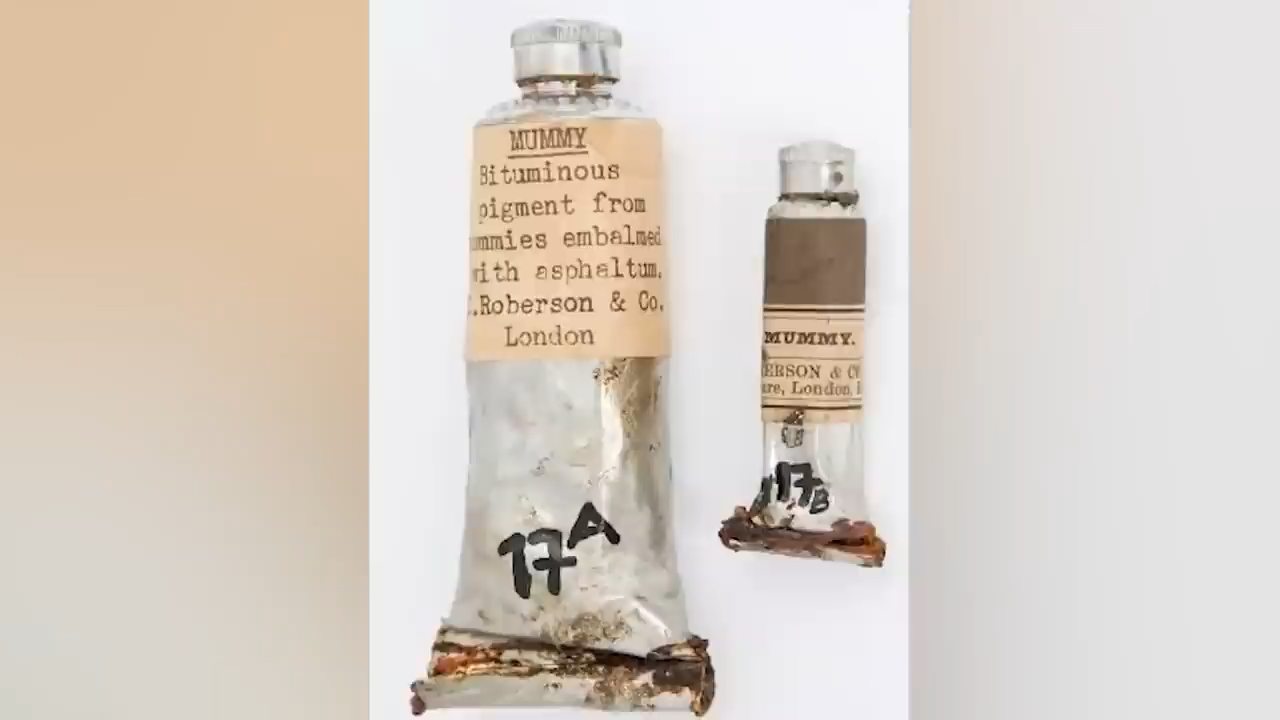 MUMMY
Bituminous
pigment from
mmies embalmed
with asphaltum.
.Roberson & Co.
London
17A
MUMMY.
ERSON & C
are, London
17B